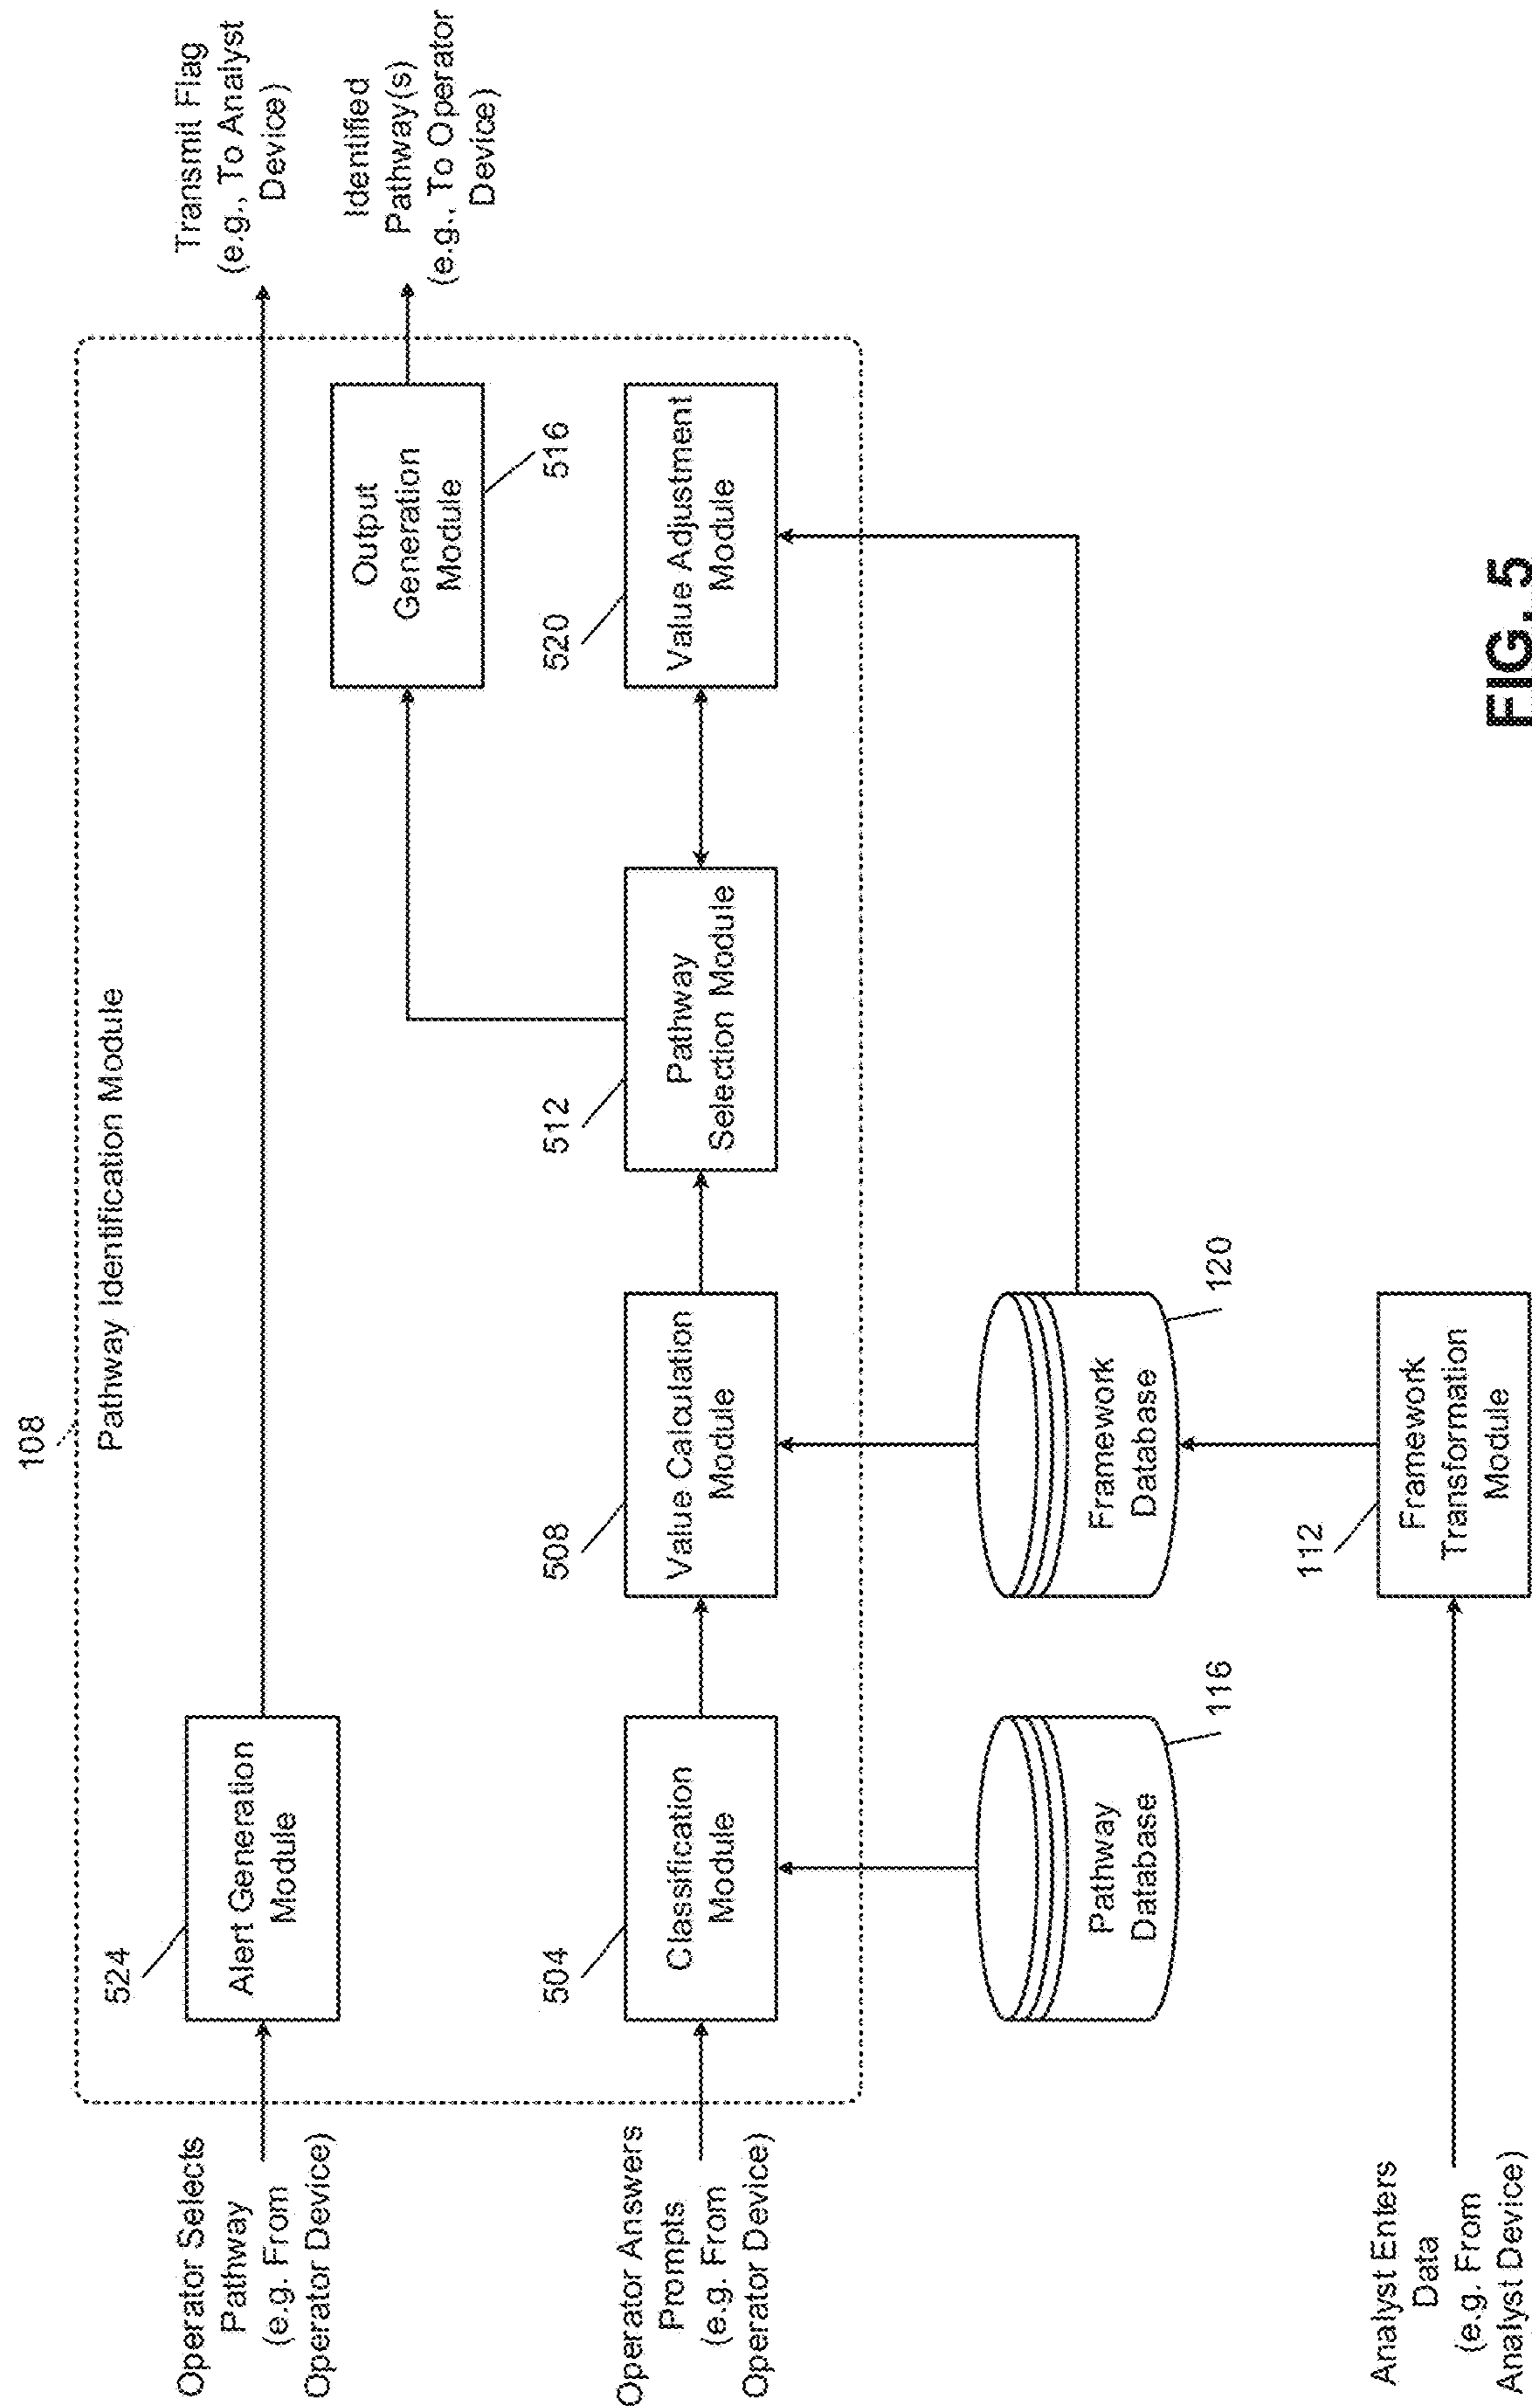 108
Pathway Identification Module
Operator Selects
Pathway
(e.g. From
Operator Device)
524
Alert Generation
Module
Transmit Flag
(e.g., To Analyst
Device)
Output
Generation
Module
516
Identified
Pathway(s)
(e.g., To Operator
Device)
Operator Answers
Prompts
(e.g. From
Operator Device)
504
Classification
Module
508
Value Calculation
Module
512
Pathway
Selection Module
520
Value Adjustment
Module
Pathway
Database
116
Framework
Database
120
Analyst Enters
Data
(e.g. From
Analyst Device)
112
Framework
Transformation
Module
FIG. 5